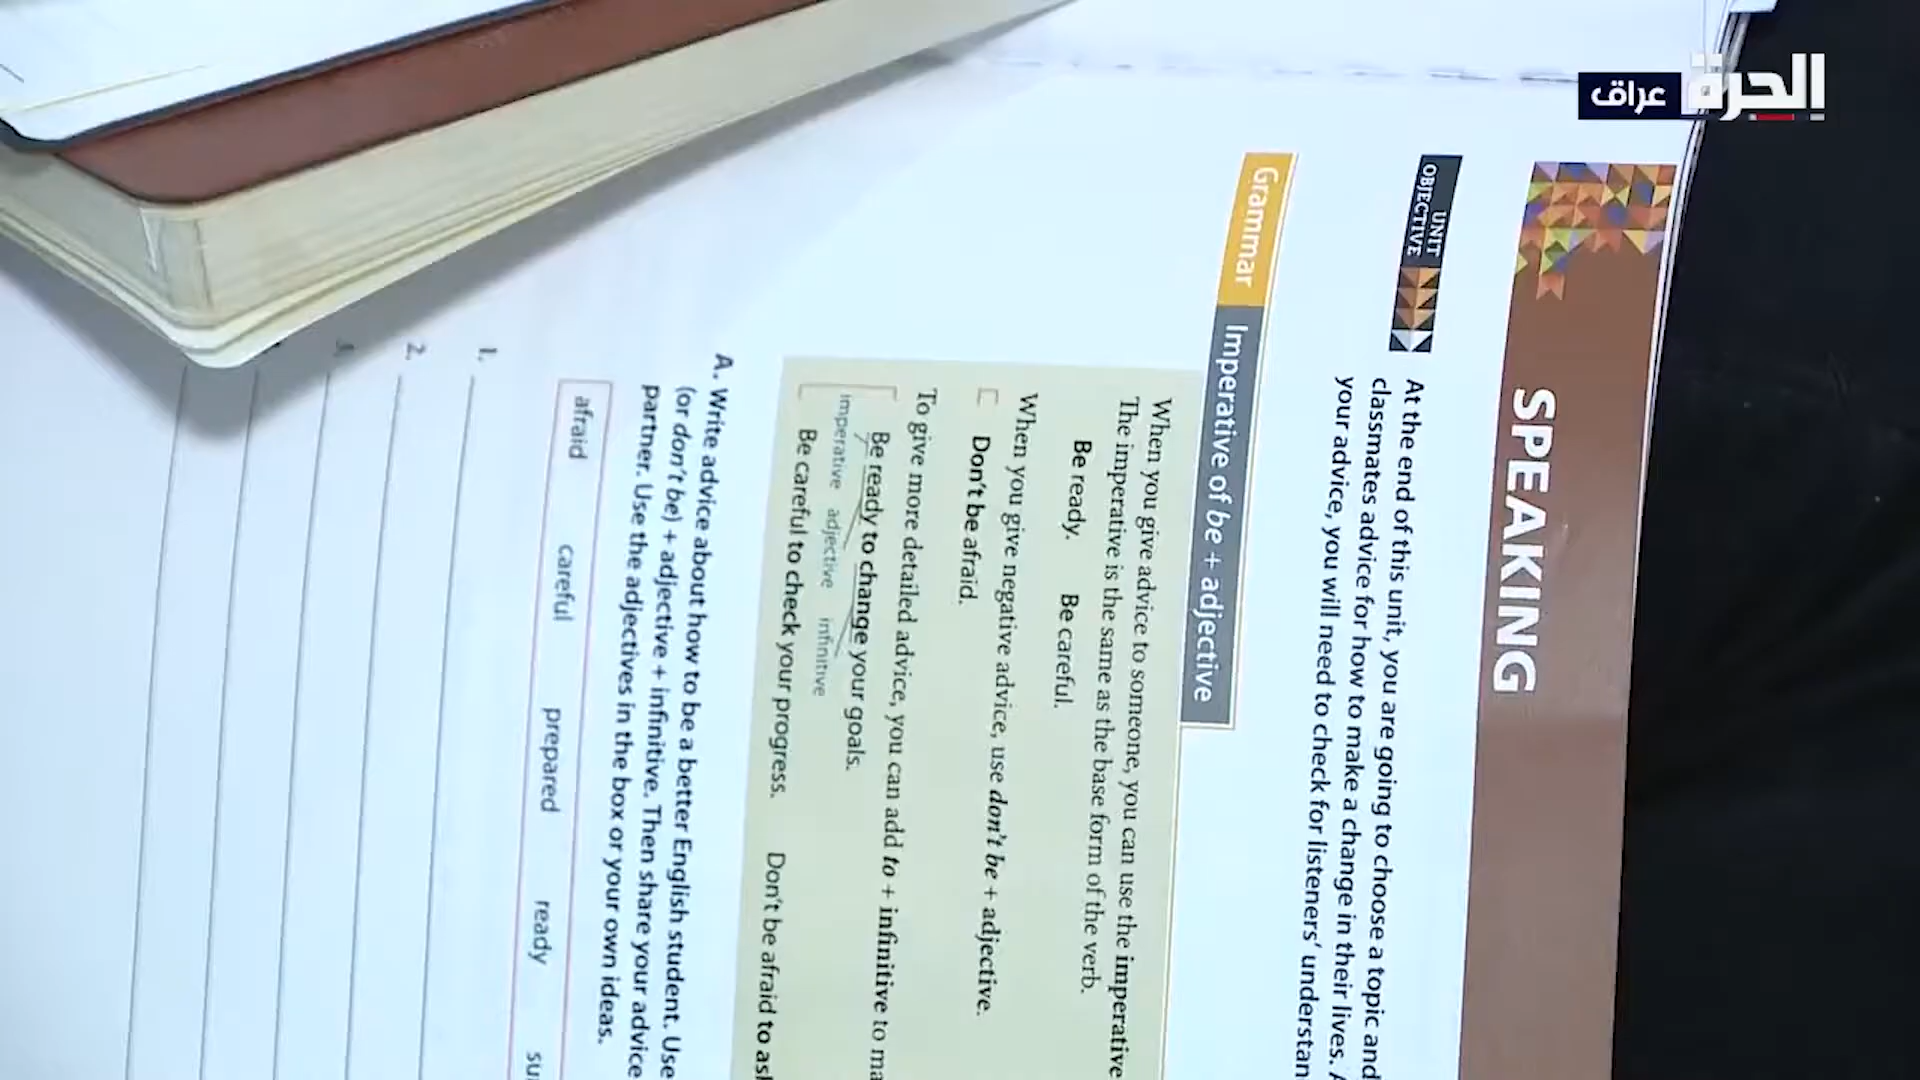 الحرة
عراق
SPEAKING
UNIT
OBJECTIVE
At the end of this unit, you are going to choose a topic and
classmates advice for how to make a change in their lives.
your advice, you will need to check for listeners'
Grammar Imperative of be + adjective
When you give advice to someone, you can use the imperative
The imperative is the same as the base form of the verb.
Be ready. Be careful.
When you give negative advice, use don't be + adjective.
Don't be afraid.
To give more detailed advice, you can add to + infinitive to
Be ready to change your goals.
imperative adjective infinitive
Be careful to check your progress. Don't be afraid to
A. Write advice about how to be a better English student. Use
(or don't be) + adjective + infinitive. Then share your advice
partner. Use the adjectives in the box or your own ideas.
afraid careful prepared ready
1.
2.
3.